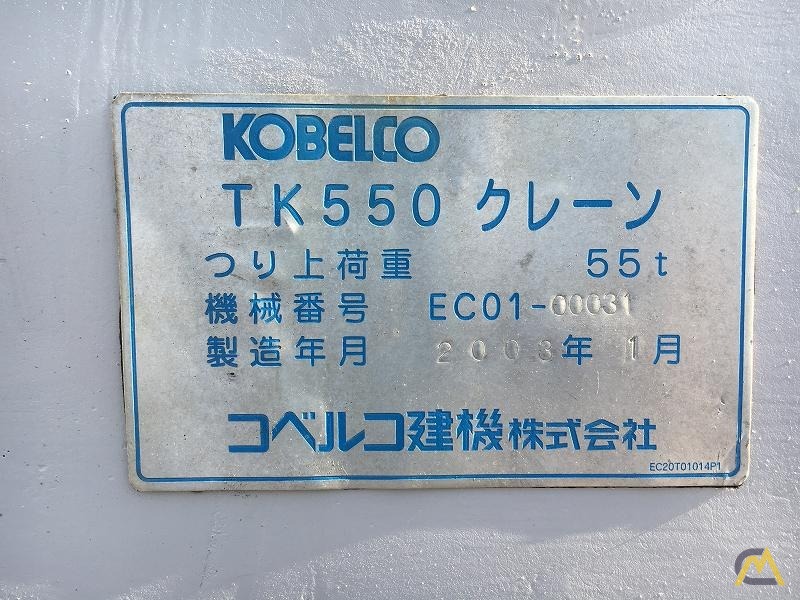 KOBELCO
TK550 クレーン
つり上荷重 55t
機械番号 EC01-00031
製造年月 2003年 1月
コベルコ建機株式会社
EC20T01014P1